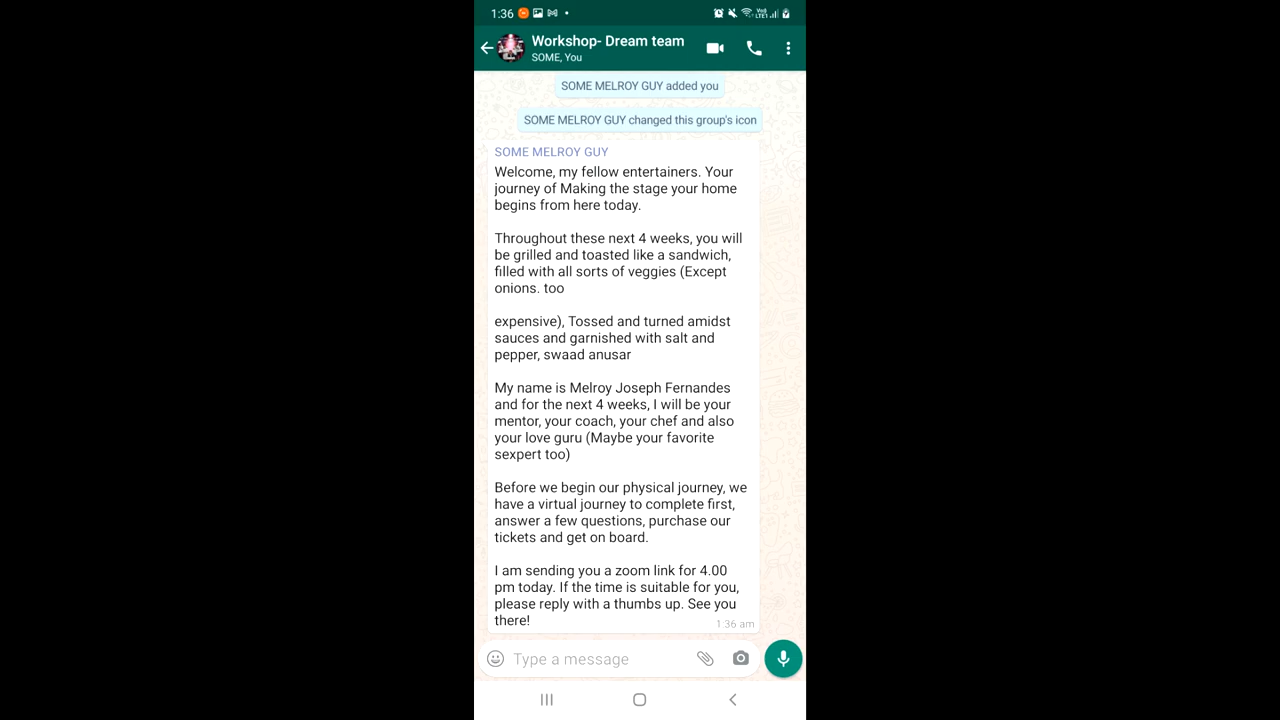 1:36
Workshop- Dream team
SOME, You
SOME MELROY GUY added you
SOME MELROY GUY changed this group's icon
SOME MELROY GUY
Welcome, my fellow entertainers. Your
journey of Making the stage your home
begins from here today.
Throughout these next 4 weeks, you will
be grilled and toasted like a sandwich,
filled with all sorts of veggies (Except
onions. too
expensive), Tossed and turned amidst
sauces and garnished with salt and
pepper, swaad anusar
My name is Melroy Joseph Fernandes
and for the next 4 weeks, I will be your
mentor, your coach, your chef and also
your love guru (Maybe your favorite
sexpert too)
Before we begin our physical journey, we
have a virtual journey to complete first,
answer a few questions, purchase our
tickets and get on board.
I am sending you a zoom link for 4.00
pm today. If the time is suitable for you,
please reply with a thumbs up. See you
there!
1:36 am
Type a message